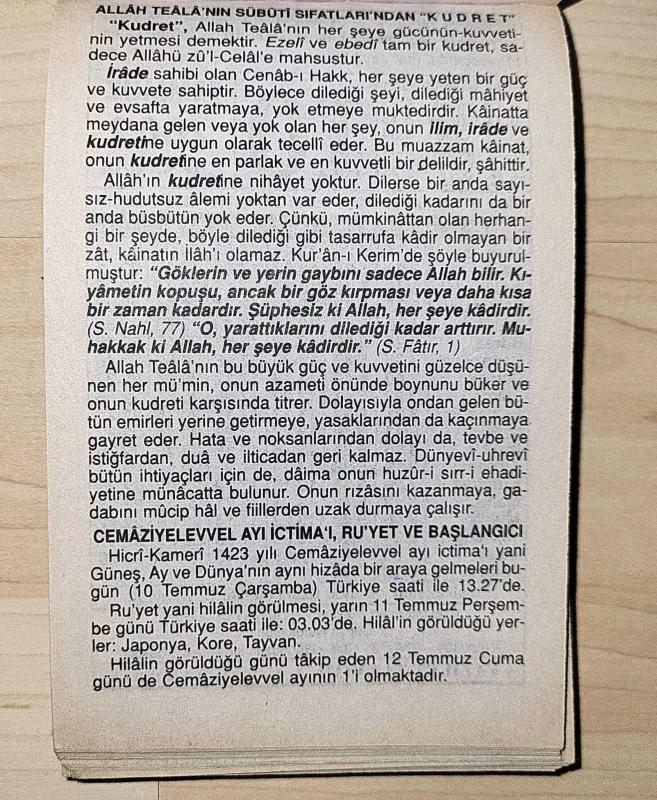 ALLÂH TEÂLÂ'NIN SÜBÛTÎ SIFATLARI'NDAN "K U D R E T"
"Kudret", Allah Teâlâ'nın her şeye gücünün-kuvveti-
nin yetmesi demektir. Ezelî ve ebedî tam bir kudret, sa-
dece Allâhü zû'l-Celâl'e mahsustur.
İrâde sahibi olan Cenâb-ı Hakk, her şeye yeten bir güç
ve kuvvete sahiptir. Böylece dilediği şeyi, dilediği mâhiyet
ve evsafta yaratmaya, yok etmeye muktedirdir. Kâinatta
meydana gelen veya yok olan her şey, onun ilim, irâde ve
kudretine uygun olarak tecellî eder. Bu muazzam kâinat,
onun kudretine en parlak ve en kuvvetli bir delildir, şâhittir.
Allâh'ın kudretine nihâyet yoktur. Dilerse bir anda sayı-
sız-hudutsuz âlemi yoktan var eder, dilediği kadarını da bir
anda büsbütün yok eder. Çünkü, mümkinâttan olan herhan-
gi bir şeyde, böyle dilediği gibi tasarrufa kâdir olmayan bir
zât, kâinatın İlâh'ı olamaz. Kur'ân-ı Kerim'de şöyle buyurul-
muştur: "Göklerin ve yerin gaybını sadece Allah bilir. Kı-
yâmetin kopuşu, ancak bir göz kırpması veya daha kısa
bir zaman kadardır. Şüphesiz ki Allah, her şeye kâdirdir.
(S. Nahl, 77) "O, yarattıklarını dilediği kadar arttırır. Mu-
hakkak ki Allah, her şeye kâdirdir." (S. Fâtır, 1)
Allah Teâlâ'nın bu büyük güç ve kuvvetini güzelce düşü-
nen her mü'min, onun azameti önünde boynunu büker ve
onun kudreti karşısında titrer. Dolayısıyla ondan gelen bü-
tün emirleri yerine getirmeye, yasaklarından da kaçınmaya
gayret eder. Hata ve noksanlarından dolayı da, tevbe ve
istiğfardan, duâ ve ilticadan geri kalmaz. Dünyevî-uhrevî
bütün ihtiyaçları için de, dâima onun huzûr-i sırr-i ehadi-
yetine münâcatta bulunur. Onun rızâsını kazanmaya, ga-
dabını mûcip hâl ve fiillerden uzak durmaya çalışır.
CEMÂZİYELEVVEL AYI İCTİMA'I, RU'YET VE BAŞLANGICI
Hicrî-Kamerî 1423 yılı Cemâziyelevvel ayı ictima'ı yani
Güneş, Ay ve Dünya'nın aynı hizâda bir araya gelmeleri bu-
gün (10 Temmuz Çarşamba) Türkiye saati ile 13.27'de.
Ru'yet yani hilâlin görülmesi, yarın 11 Temmuz Perşem-
be günü Türkiye saati ile: 03.03'de. Hilâl'in görüldüğü yer-
ler: Japonya, Kore, Tayvan.
Hilâlin görüldüğü günü tâkip eden 12 Temmuz Cuma
günü de Cemâziyelevvel ayının 1'i olmaktadır.